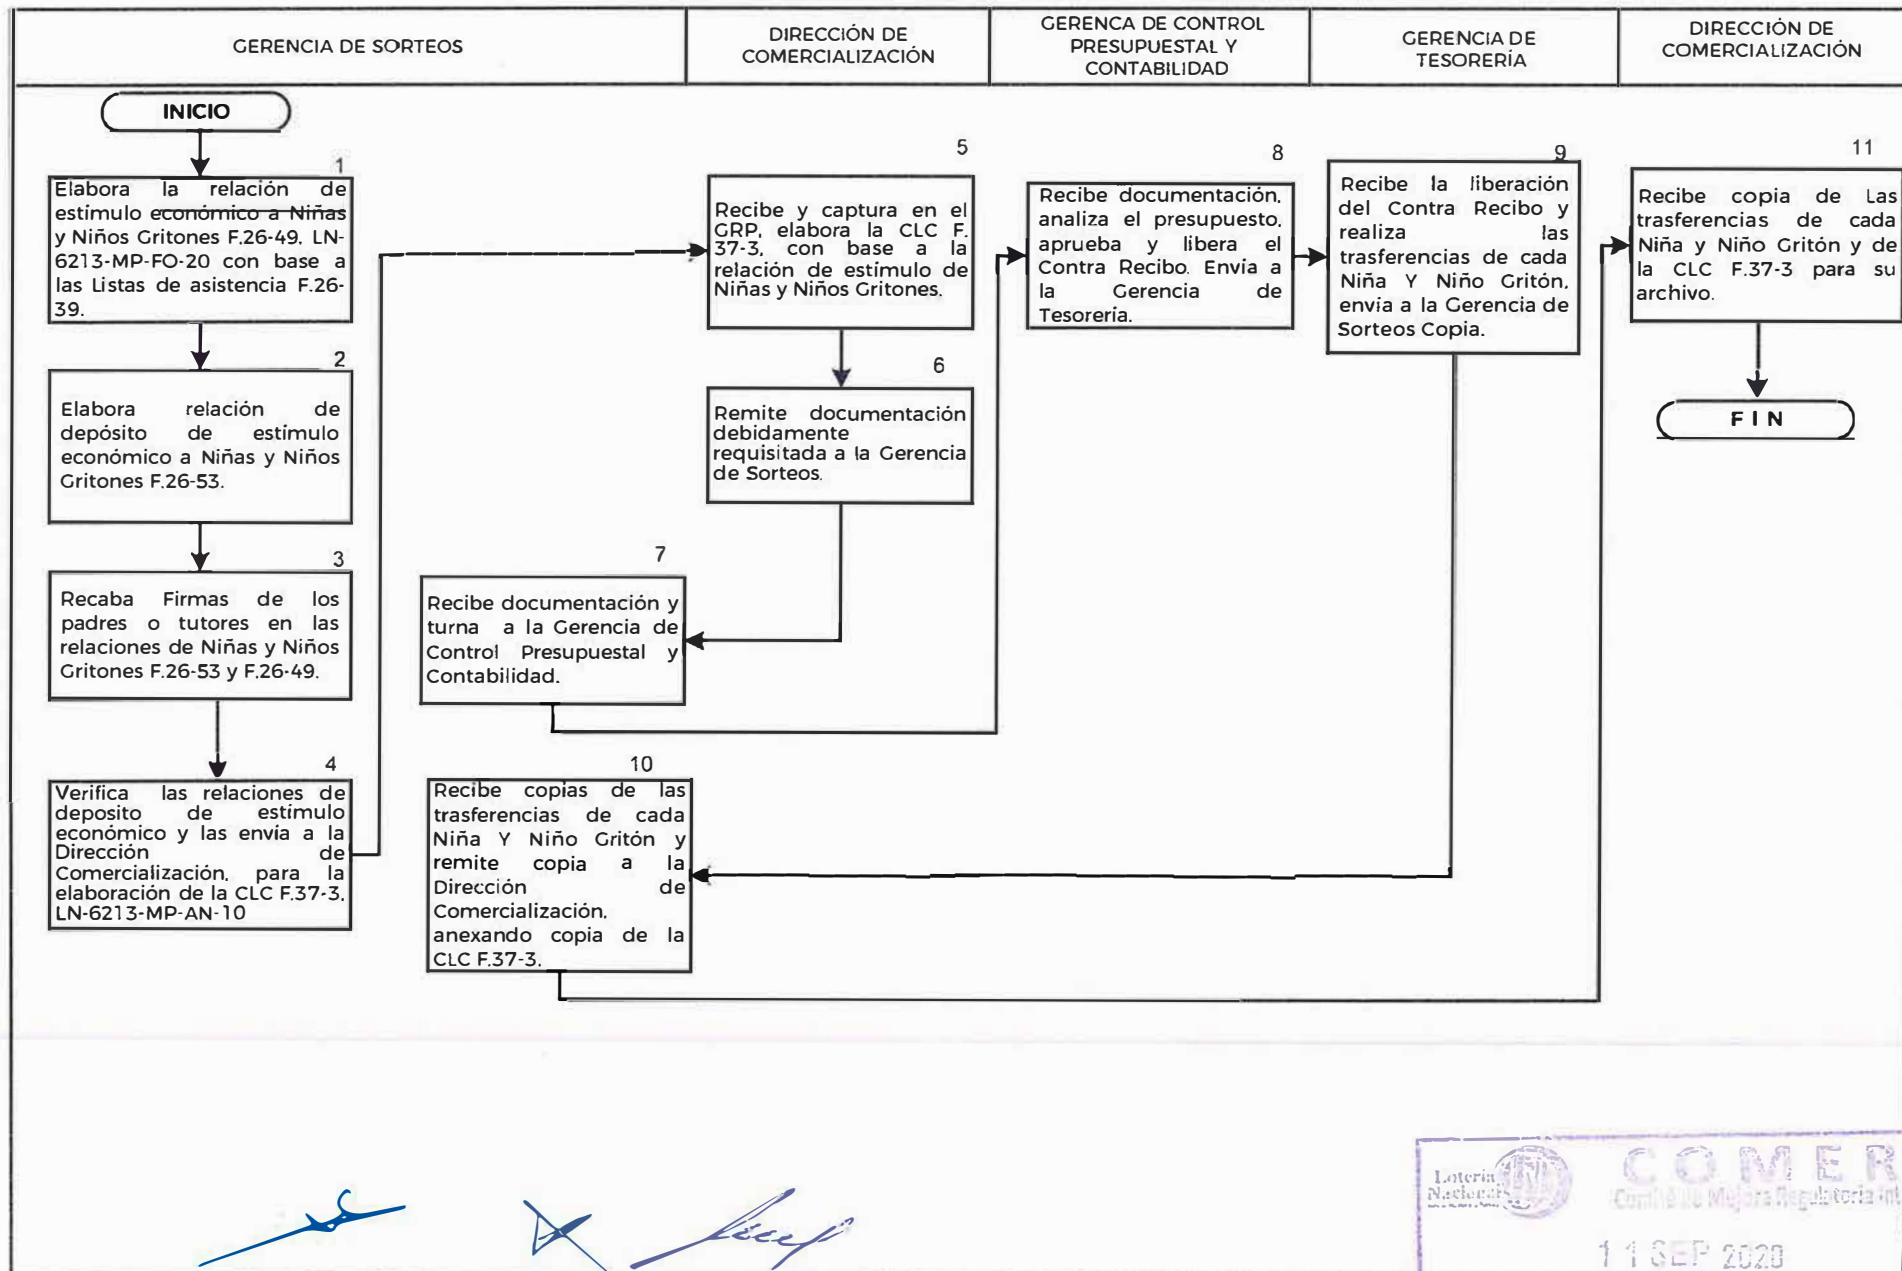 GERENCIA DE SORTEOS
DIRECCIÓN DE
COMERCIALIZACIÓN
GERENCA DE CONTROL
PRESUPUESTAL Y
CONTABILIDAD
GERENCIA DE
TESORERÍA
DIRECCIÓN DE
COMERCIALIZACIÓN
INICIO
1
Elabora la relación de
estímulo económico a Niñas
y Niños Gritones F.26-49. LN-
6213-MP-FO-20 con base a
las Listas de asistencia F.26-
39.
2
Elabora relación de
depósito de estímulo
económico a Niñas y Niños
Gritones F.26-53.
3
Recaba Firmas de los
padres o tutores en las
relaciones de Niñas y Niños
Gritones F.26-53 y F.26-49.
4
Verifica las relaciones de
deposito de estímulo
económico y las envía a la
Dirección de
Comercialización, para la
elaboración de la CLC F.37-3.
LN-6213-MP-AN-10
5
Recibe y captura en el
GRP, elabora la CLC F.
37-3, con base a la
relación de estímulo de
Niñas y Niños Gritones.
6
Remite documentación
debidamente
requisitada a la Gerencia
de Sorteos.
7
Recibe documentación y
turna a la Gerencia de
Control Presupuestal y
Contabilidad.
8
Recibe documentación,
analiza el presupuesto,
aprueba y libera el
Contra Recibo. Envía a
la Gerencia de
Tesorería.
9
Recibe la liberación
del Contra Recibo y
realiza las
trasferencias de cada
Niña Y Niño Gritón,
envía a la Gerencia de
Sorteos Copia.
10
Recibe copias de las
trasferencias de cada
Niña Y Niño Gritón y
remite copia a la
Dirección de
Comercialización,
anexando copia de la
CLC F.37-3.
11
Recibe copia de Las
trasferencias de cada
Niña y Niño Gritón y de
la CLC F.37-3 para su
archivo.
FIN
Lotería
Nacional
COMER
Comité de Mejora Regulatoria Int
11 SEP 2020